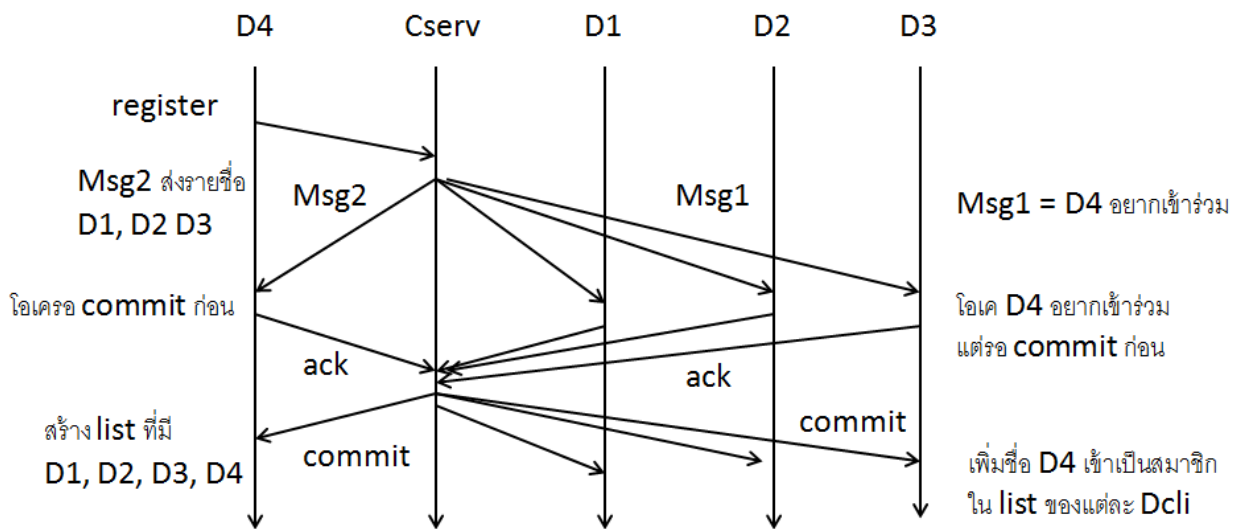 D4 Cserv D1 D2 D3
register
Msg2 ส่งรายชื่อ
D1, D2 D3
Msg2
Msg1
Msg1 = D4 อยากเข้าร่วม
โอเครอ commit ก่อน
โอเค D4 อยากเข้าร่วม
แต่รอ commit ก่อน
ack
ack
สร้าง list ที่มี
D1, D2, D3, D4
commit
commit
เพิ่มชื่อ D4 เข้าเป็นสมาชิก
ใน list ของแต่ละ Dcli